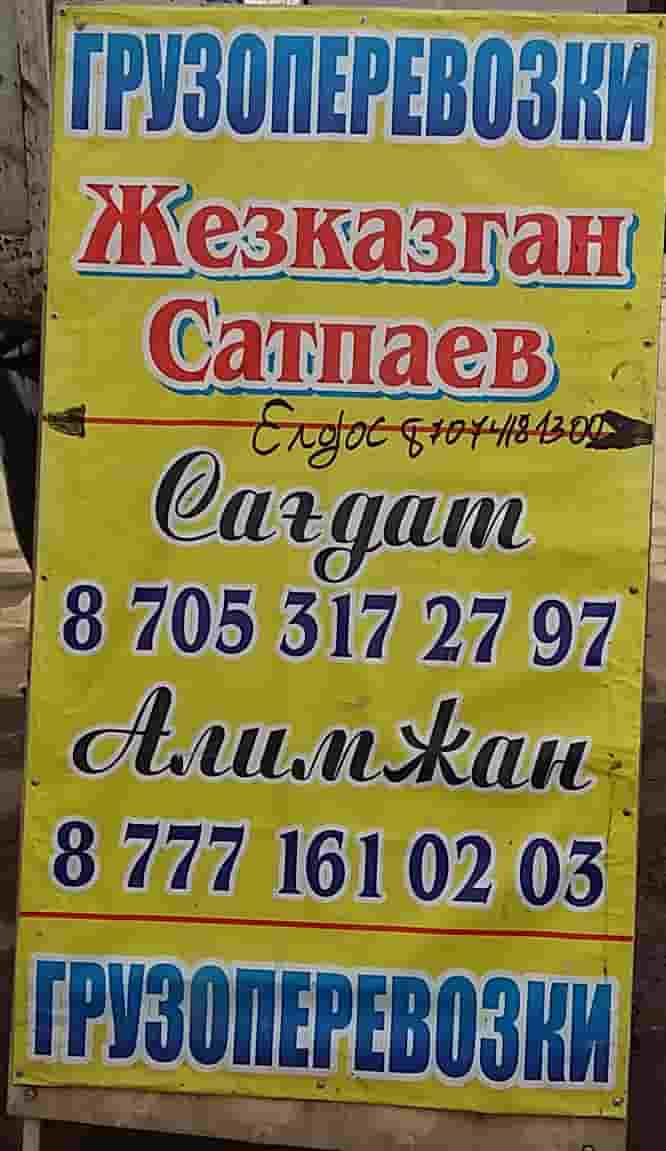 ГРУЗОПЕРЕВОЗКИ
Жезказган
Сатпаев
Елдос 87074181300
Сағдат
8 705 317 27 97
Алимжан
8 777 161 02 03
ГРУЗОПЕРЕВОЗКИ